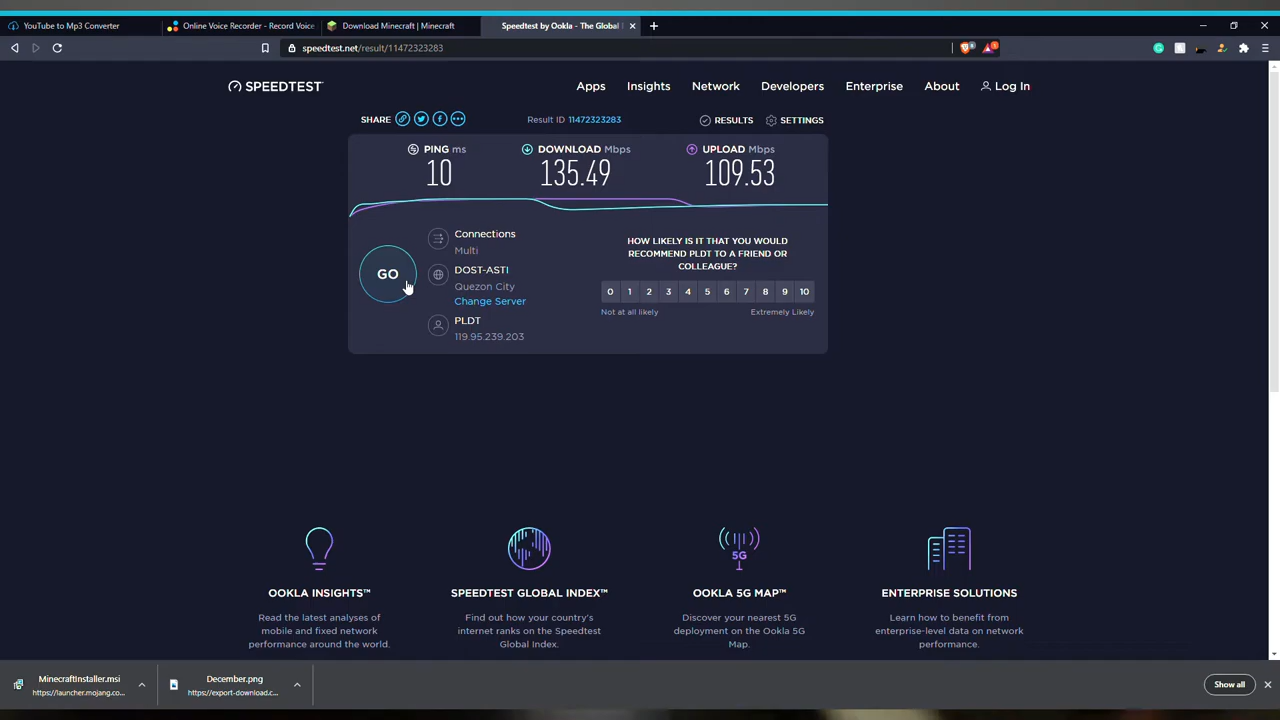 YouTube to Mp3 Converter
Online Voice Recorder - Record Voice
Download Minecraft | Minecraft
Speedtest by Ookla - The Global
speedtest.net/result/11472323283
SPEEDTEST
Apps
Insights
Network
Developers
Enterprise
About
Log In
SHARE
Result ID 11472323283
RESULTS
SETTINGS
PING ms
10
DOWNLOAD Mbps
135.49
UPLOAD Mbps
109.53
GO
Connections
Multi
DOST-ASTI
Quezon City
Change Server
PLDT
119.95.239.203
HOW LIKELY IS IT THAT YOU WOULD
RECOMMEND PLDT TO A FRIEND OR
COLLEAGUE?
0 1 2 3 4 5 6 7 8 9 10
Not at all likely
Extremely Likely
OOKLA INSIGHTS™
Read the latest analyses of
mobile and fixed network
performance around the world.
SPEEDTEST GLOBAL INDEX™
Find out how your country's
internet ranks on the Speedtest
Global Index.
5G
OOKLA 5G MAP™
Discover your nearest 5G
deployment on the Ookla 5G
Map.
ENTERPRISE SOLUTIONS
Learn how to benefit from
enterprise-level data on network
performance.
MinecraftInstaller.msi
https://launcher.mojang.co...
December.png
https://export-download.c...
Show all